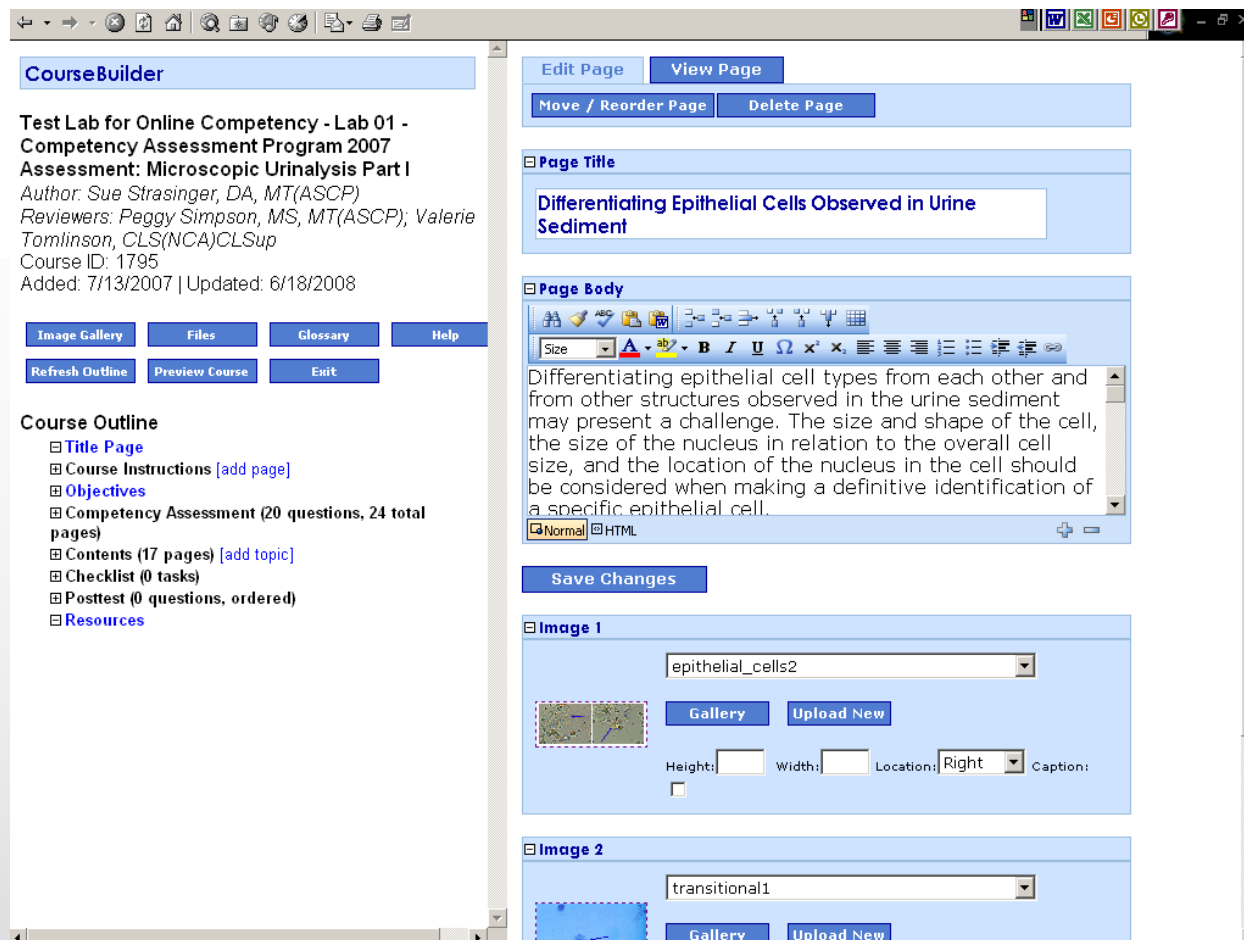 CourseBuilder
Test Lab for Online Competency - Lab 01 -
Competency Assessment Program 2007
Assessment: Microscopic Urinalysis Part I
Author: Sue Strasinger, DA, MT(ASCP)
Reviewers: Peggy Simpson, MS, MT(ASCP); Valerie
Tomlinson, CLS(NCA)CLSup
Course ID: 1795
Added: 7/13/2007 | Updated: 6/18/2008
Image Gallery Files Glossary Help
Refresh Outline Preview Course Exit
Course Outline
Title Page
Course Instructions [add page]
Objectives
Competency Assessment (20 questions, 24 total
pages)
Contents (17 pages) [add topic]
Checklist (0 tasks)
Posttest (0 questions, ordered)
Resources
Edit Page View Page
Move / Reorder Page Delete Page
Page Title
Differentiating Epithelial Cells Observed in Urine
Sediment
Page Body
Size A ab B I U Ω x² x₂
Differentiating epithelial cell types from each other and
from other structures observed in the urine sediment
may present a challenge. The size and shape of the cell,
the size of the nucleus in relation to the overall cell
size, and the location of the nucleus in the cell should
be considered when making a definitive identification of
a specific epithelial cell.
Normal HTML
Save Changes
Image 1
epithelial_cells2
Gallery Upload New
Height: Width: Location: Right Caption:
Image 2
transitional1
Gallery Upload New